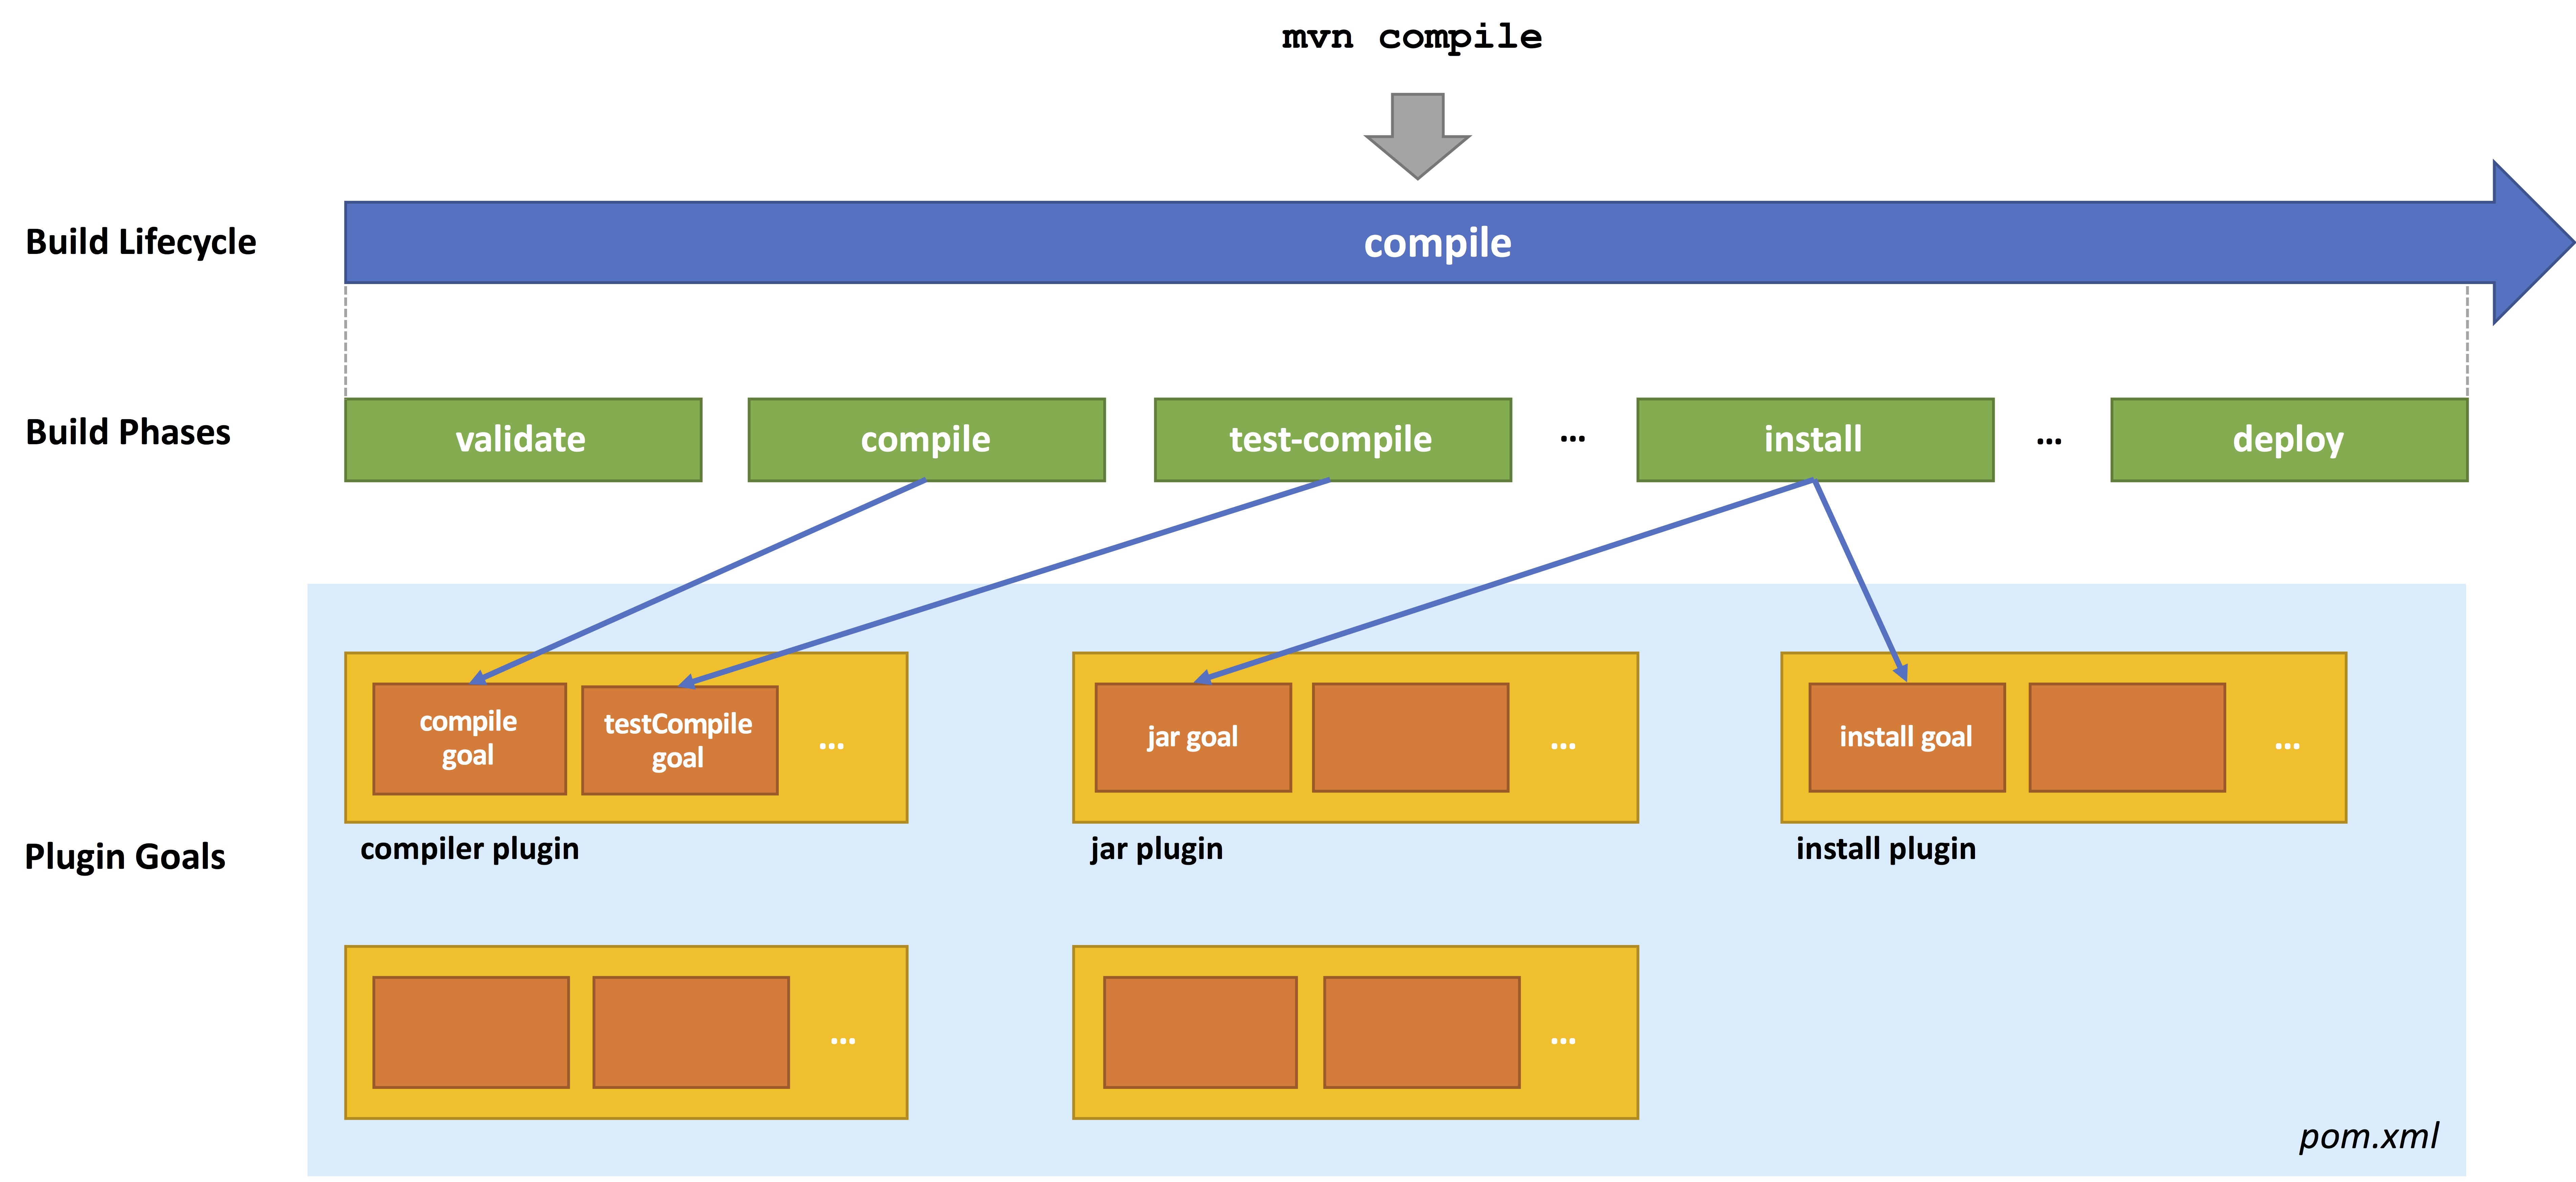 mvn compile
Build Lifecycle
compile
Build Phases
validate
compile
test-compile
...
install
...
deploy
Plugin Goals
compile
goal
testCompile
goal
...
compiler plugin
jar goal
...
jar plugin
install goal
...
install plugin
...
...
pom.xml